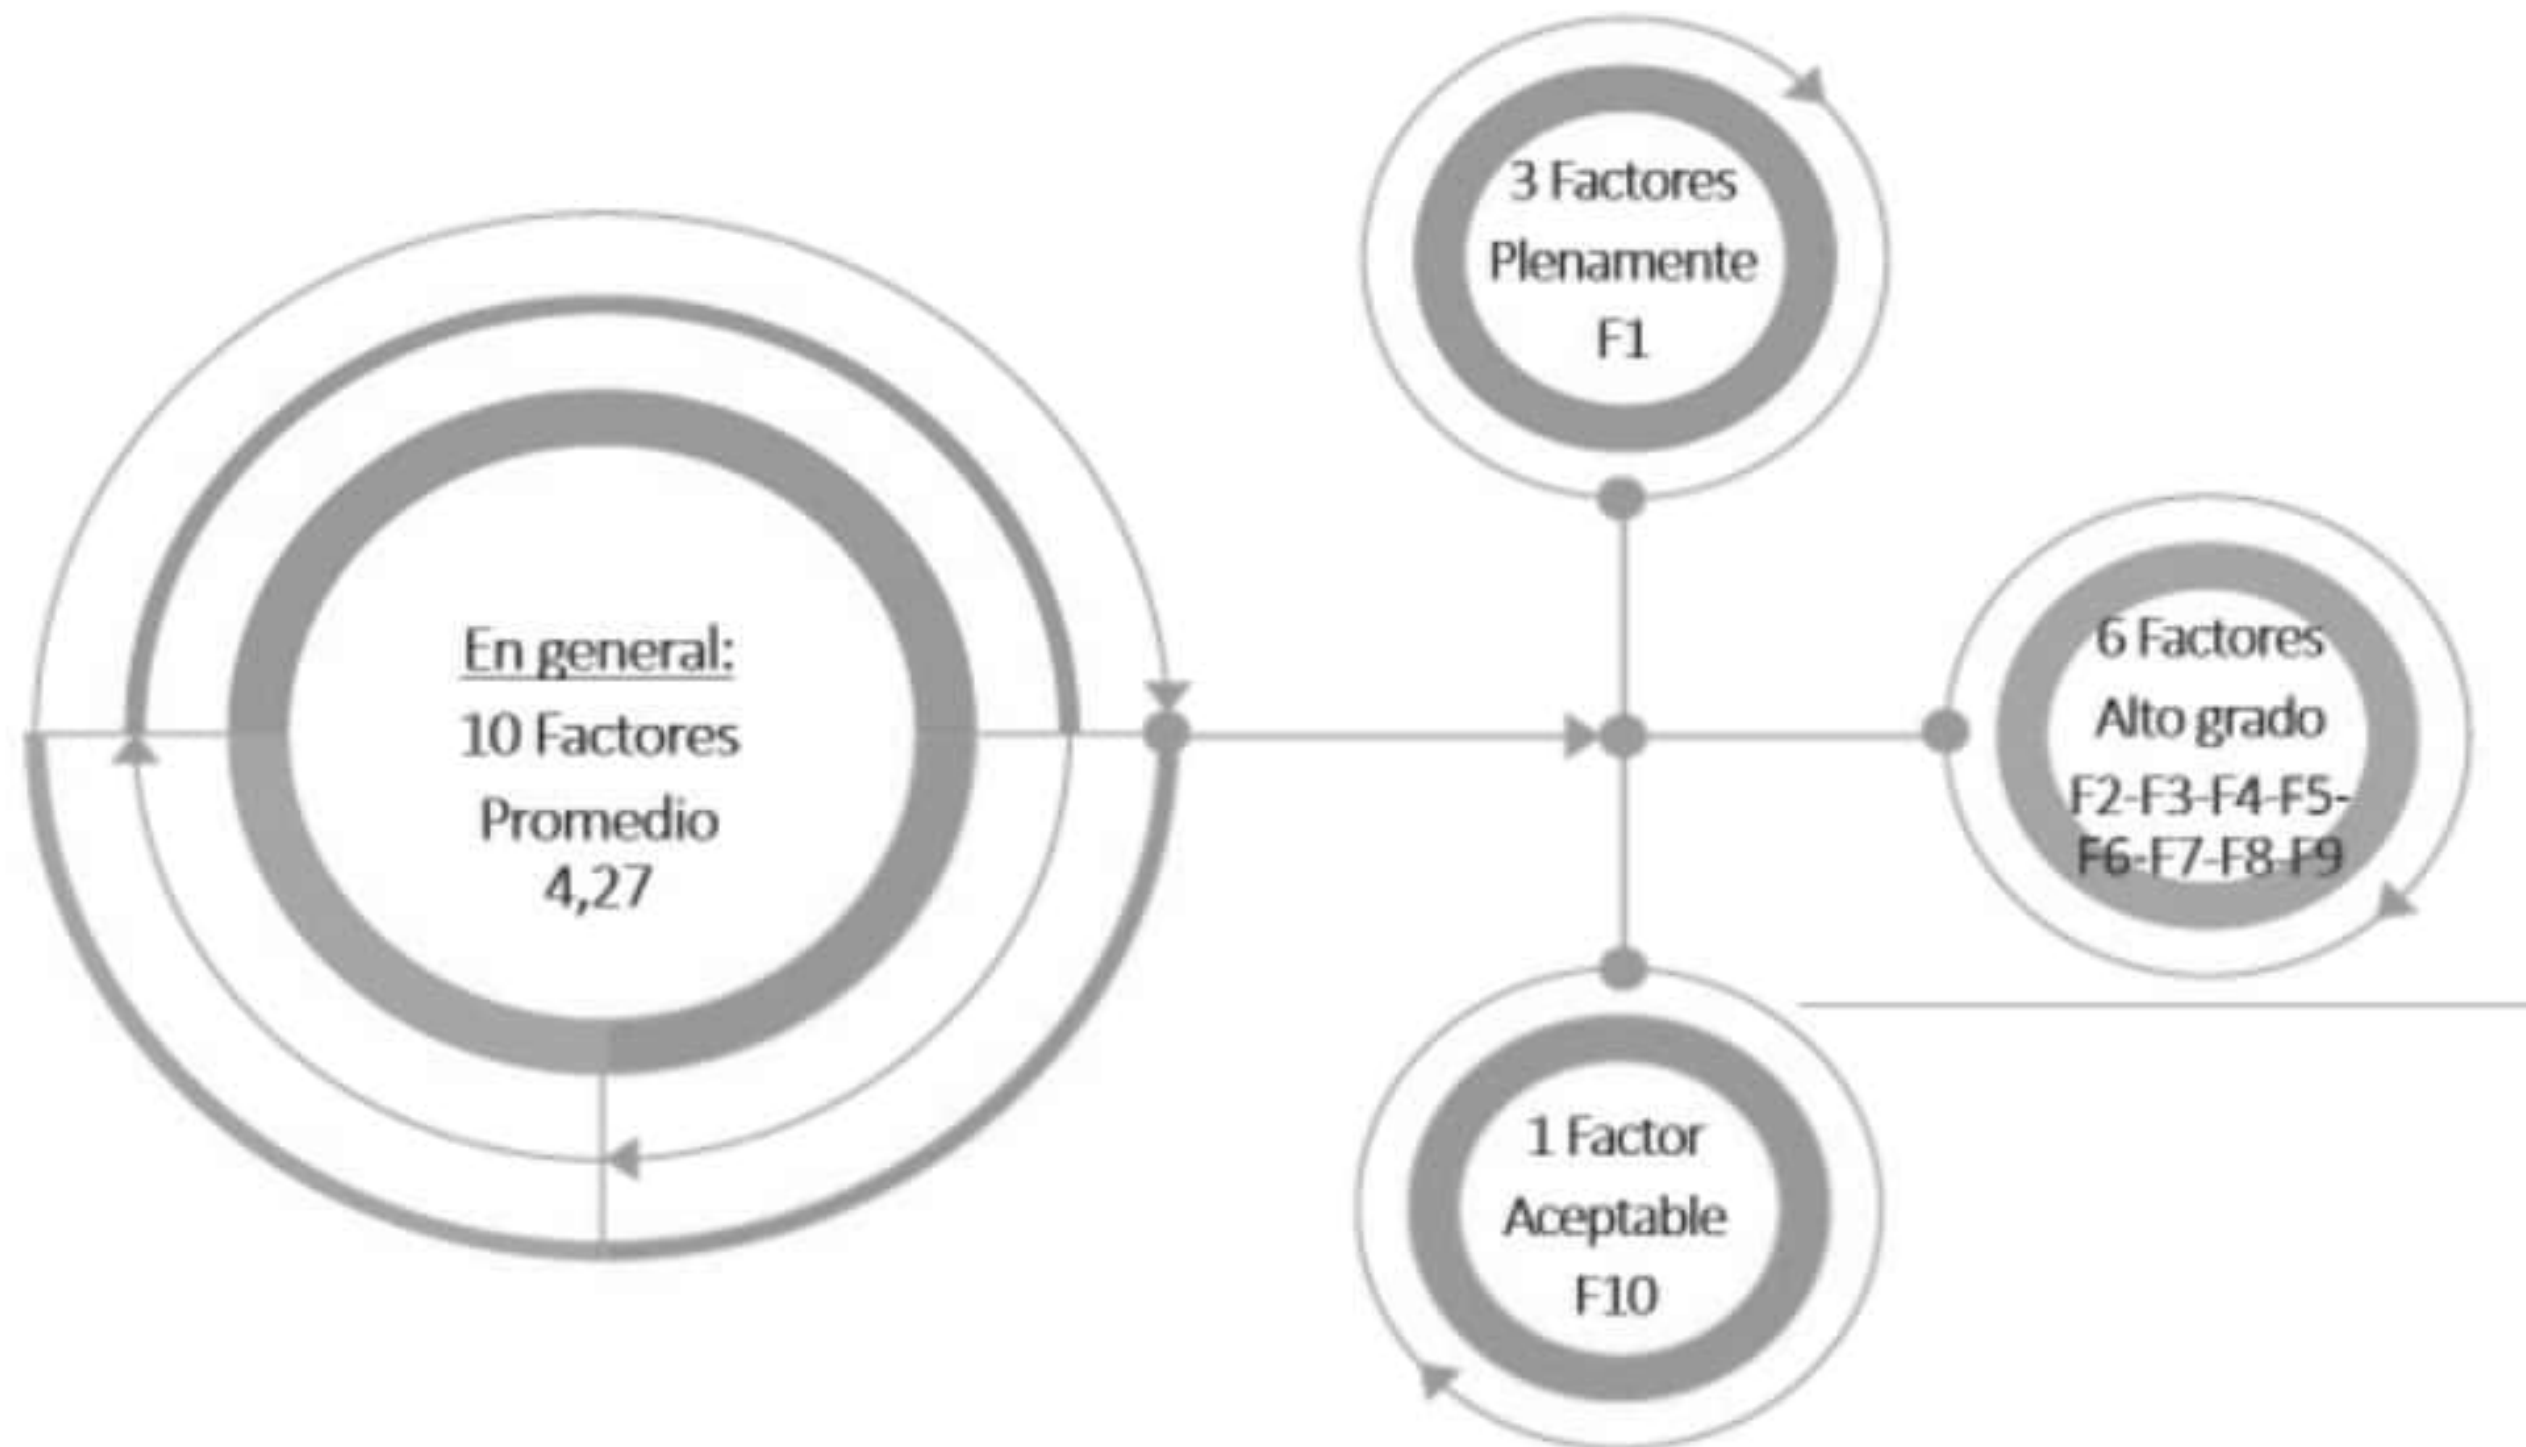 En general:
10 Factores
Promedio
4,27
3 Factores
Plenamente
F1
6 Factores
Alto grado
F2-F3-F4-F5-
F6-F7-F8-F9
1 Factor
Aceptable
F10